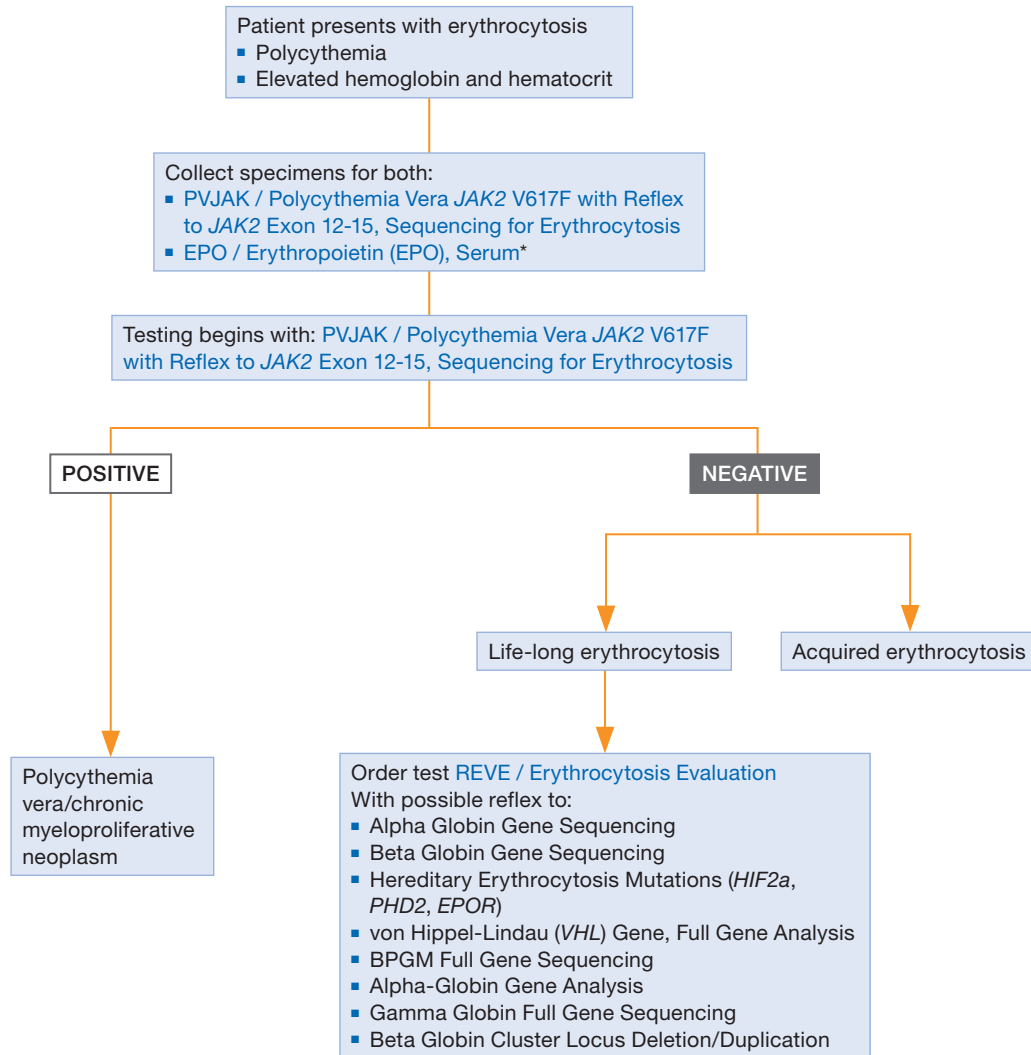 Patient presents with erythrocytosis
▪ Polycythemia
▪ Elevated hemoglobin and hematocrit
Collect specimens for both:
▪ PVJAK / Polycythemia Vera JAK2 V617F with Reflex
to JAK2 Exon 12-15, Sequencing for Erythrocytosis
▪ EPO / Erythropoietin (EPO), Serum*
Testing begins with: PVJAK / Polycythemia Vera JAK2 V617F
with Reflex to JAK2 Exon 12-15, Sequencing for Erythrocytosis
POSITIVE
NEGATIVE
Life-long erythrocytosis
Acquired erythrocytosis
Polycythemia
vera/chronic
myeloproliferative
neoplasm
Order test REVE / Erythrocytosis Evaluation
With possible reflex to:
▪ Alpha Globin Gene Sequencing
▪ Beta Globin Gene Sequencing
▪ Hereditary Erythrocytosis Mutations (HIF2a,
PHD2, EPOR)
▪ von Hippel-Lindau (VHL) Gene, Full Gene Analysis
▪ BPGM Full Gene Sequencing
▪ Alpha-Globin Gene Analysis
▪ Gamma Globin Full Gene Sequencing
▪ Beta Globin Cluster Locus Deletion/Duplication